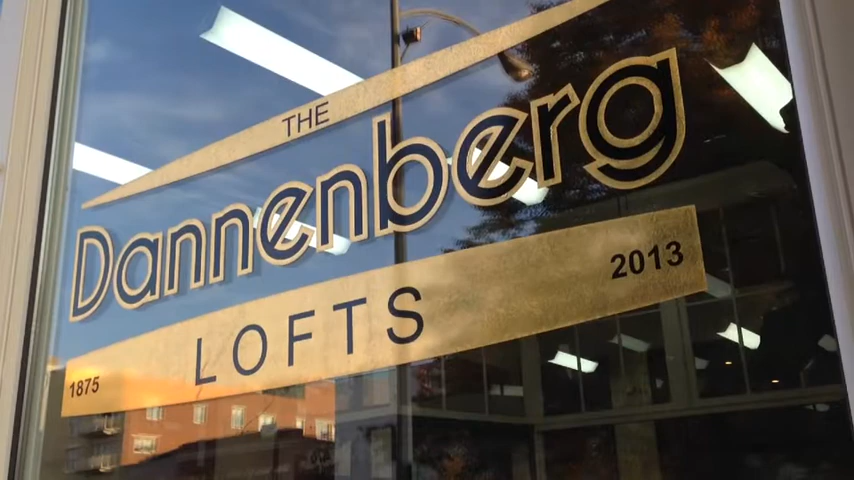 THE
Dannenberg
LOFTS
1875
2013